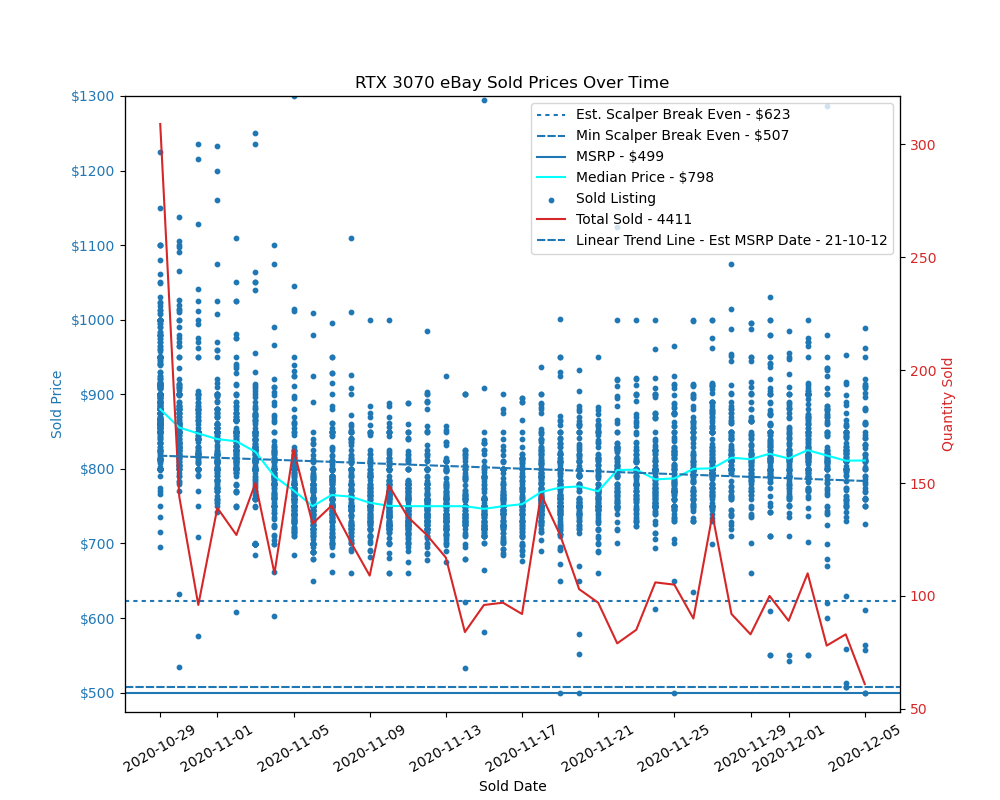 RTX 3070 eBay Sold Prices Over Time
$1300
$1200
$1100
$1000
$900
$800
$700
$600
$500
Sold Price
Est. Scalper Break Even - $623
Min Scalper Break Even - $507
MSRP - $499
Median Price - $798
Sold Listing
Total Sold - 4411
Linear Trend Line - Est MSRP Date - 21-10-12
300
250
200
150
100
50
Quantity Sold
2020-10-29
2020-11-01
2020-11-05
2020-11-09
2020-11-13
2020-11-17
2020-11-21
2020-11-25
2020-11-29
2020-12-01
2020-12-05
Sold Date